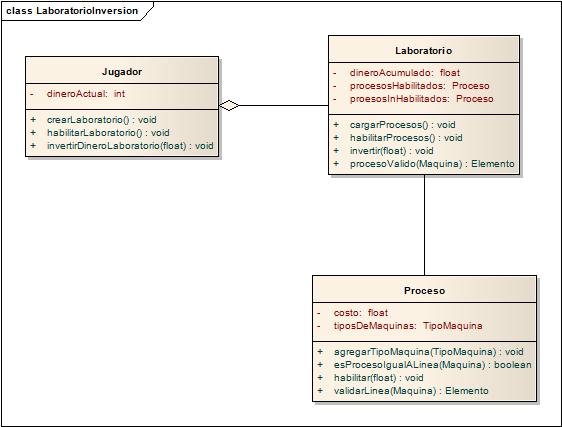 class LaboratorioInversion
Jugador
- dineroActual: int
+ crearLaboratorio() : void
+ habilitarLaboratorio() : void
+ invertirDineroLaboratorio(float) : void
Laboratorio
- dineroAcumulado: float
- procesosHabilitados: Proceso
- proesosInHabilitados: Proceso
+ cargarProcesos() : void
+ habilitarProcesos() : void
+ invertir(float) : void
+ procesoValido(Maquina) : Elemento
Proceso
- costo: float
- tiposDeMaquinas: TipoMaquina
+ agregarTipoMaquina(TipoMaquina) : void
+ esProcesoIgualALinea(Maquina) : boolean
+ habilitar(float) : void
+ validarLinea(Maquina) : Elemento